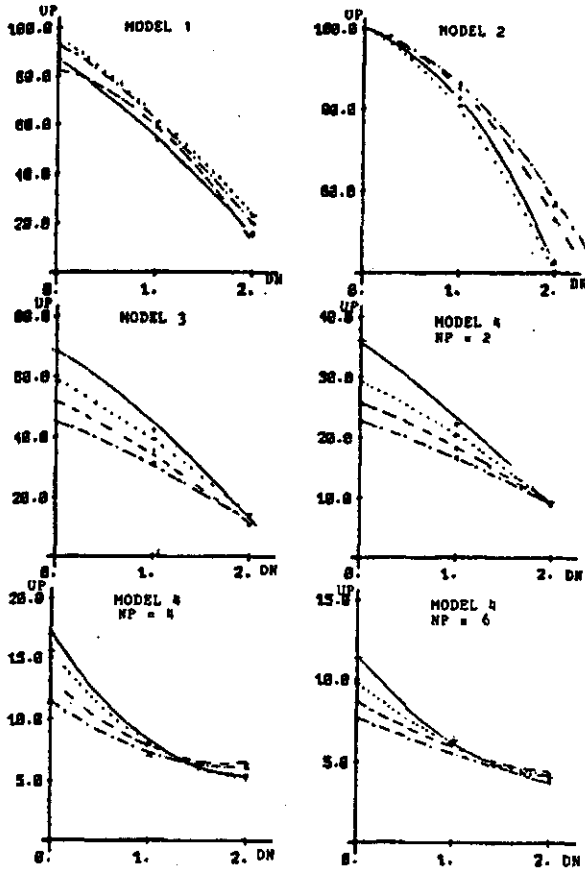 UP
MODEL 1
100.0
80.0
60.0
40.0
20.0
0.
1.
2.
DN
UP
MODEL 2
100.0
80.0
60.0
0.
1.
2.
DN
UP
MODEL 3
80.0
60.0
40.0
20.0
0.
1.
2.
DN
UP
MODEL 4
NP = 2
40.0
30.0
20.0
10.0
0.
1.
2.
DN
UP
MODEL 4
NP = 4
20.0
15.0
10.0
5.0
0.
1.
2.
DN
UP
MODEL 4
NP = 6
15.0
10.0
5.0
0.
1.
2.
DN